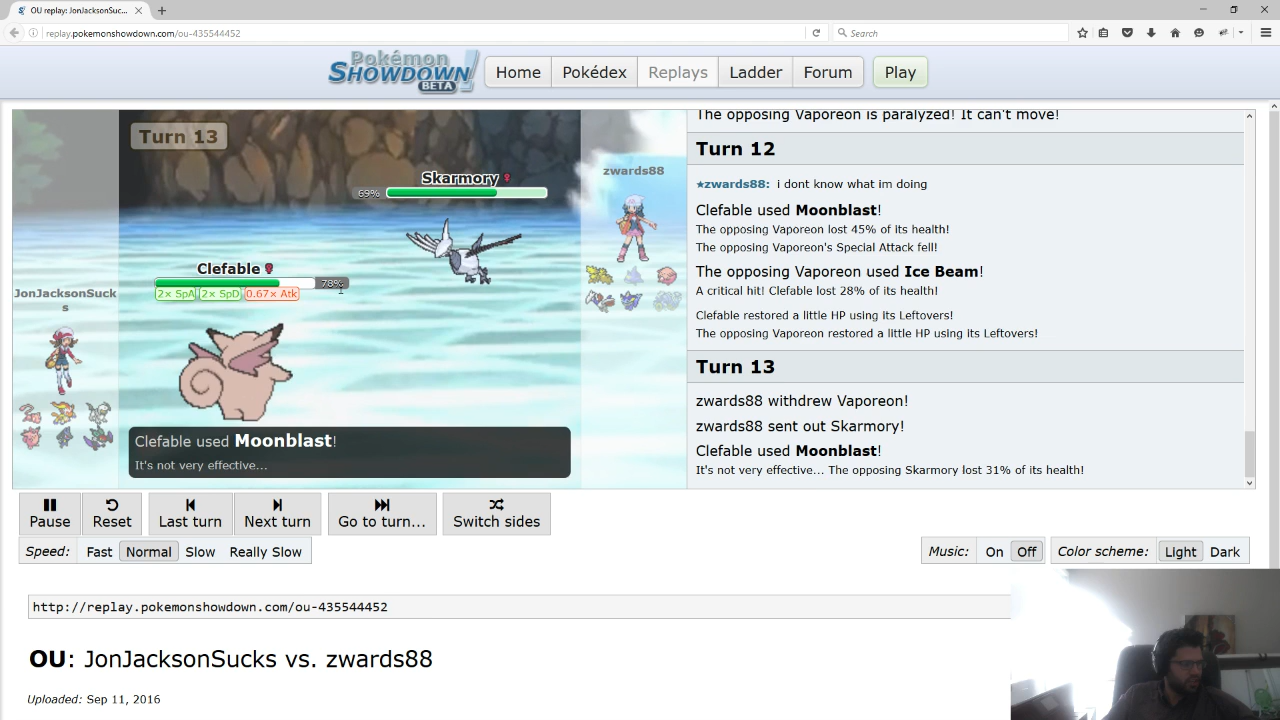 OU replay: JonJacksonSuc...
replay.pokemonshowdown.com/ou-435544452
Search
Pokémon
SHOWDOWN!
BETA
Home
Pokédex
Replays
Ladder
Forum
Play
Turn 13
Skarmory
69%
zwards88
Clefable
78%
2× SpA 2× SpD 0.67× Atk
JonJacksonSuck
s
Clefable used Moonblast!
It's not very effective...
The opposing Vaporeon is paralyzed! It can't move!
Turn 12
★zwards88: i dont know what im doing
Clefable used Moonblast!
The opposing Vaporeon lost 45% of its health!
The opposing Vaporeon's Special Attack fell!
The opposing Vaporeon used Ice Beam!
A critical hit! Clefable lost 28% of its health!
Clefable restored a little HP using its Leftovers!
The opposing Vaporeon restored a little HP using its Leftovers!
Turn 13
zwards88 withdrew Vaporeon!
zwards88 sent out Skarmory!
Clefable used Moonblast!
It's not very effective... The opposing Skarmory lost 31% of its health!
Pause
Reset
Last turn
Next turn
Go to turn...
Switch sides
Speed: Fast Normal Slow Really Slow
Music: On Off
Color scheme: Light Dark
http://replay.pokemonshowdown.com/ou-435544452
OU: JonJacksonSucks vs. zwards88
Uploaded: Sep 11, 2016